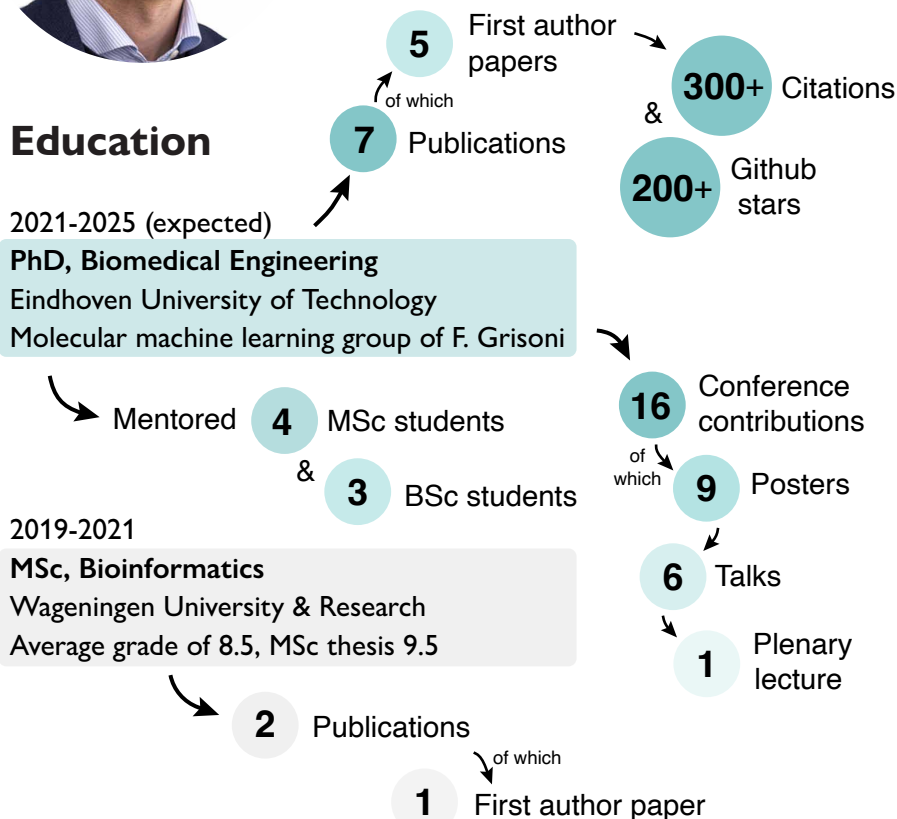 5
First author
papers
300+
Citations
of which
&
7
Publications
Education
200+
Github
stars
2021-2025 (expected)
PhD, Biomedical Engineering
Eindhoven University of Technology
Molecular machine learning group of F. Grisoni
Mentored
4
MSc students
&
3
BSc students
16
Conference
contributions
of
which
9
Posters
6
Talks
1
Plenary
lecture
2019-2021
MSc, Bioinformatics
Wageningen University & Research
Average grade of 8.5, MSc thesis 9.5
2
Publications
of which
1
First author paper